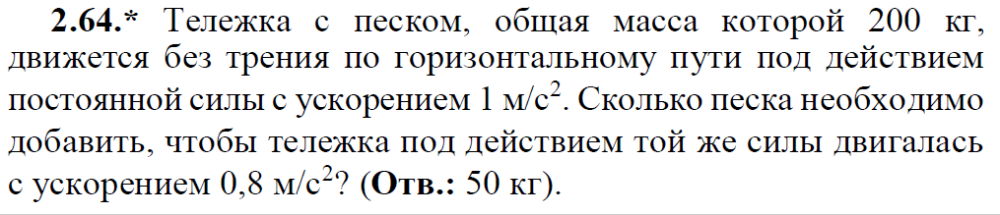 2.64.* Тележка с песком, общая масса которой 200 кг,
движется без трения по горизонтальному пути под действием
постоянной силы с ускорением 1 м/с². Сколько песка необходимо
добавить, чтобы тележка под действием той же силы двигалась
с ускорением 0,8 м/с²? (Отв.: 50 кг).